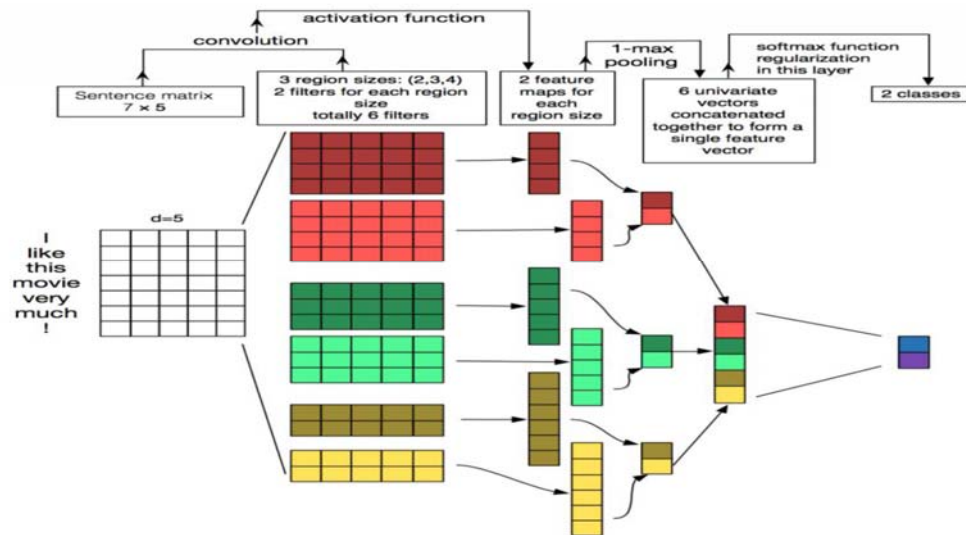 activation function
convolution
1-max
pooling
softmax function
regularization
in this layer
Sentence matrix
7 × 5
3 region sizes: (2,3,4)
2 filters for each region
size
totally 6 filters
2 feature
maps for
each
region size
6 univariate
vectors
concatenated
together to form a
single feature
vector
2 classes
d=5
I
like
this
movie
very
much
!